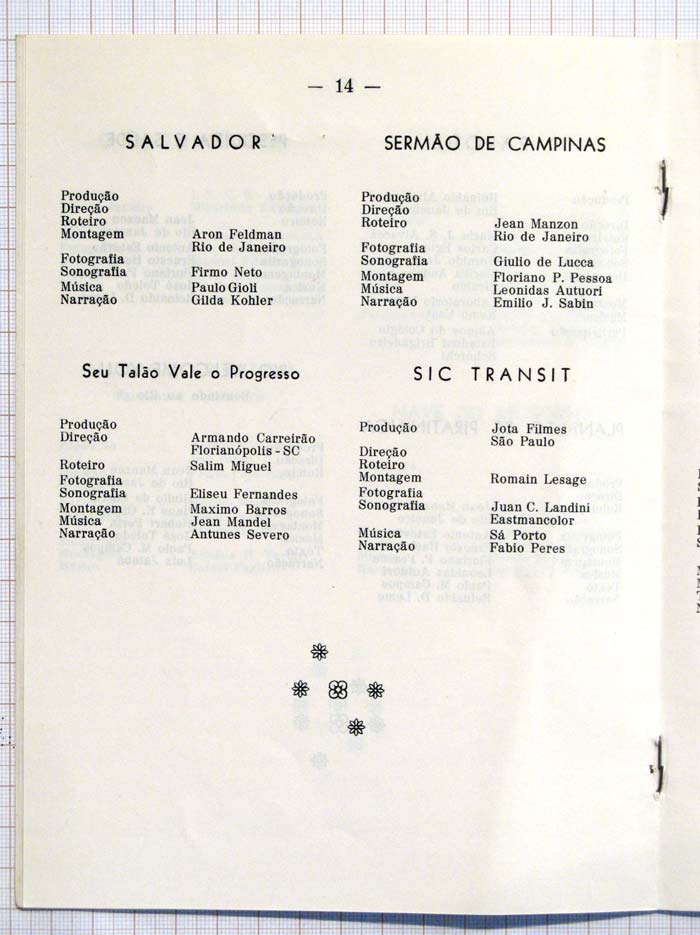 — 14 —
SALVADOR
Produção
Direção
Roteiro
Montagem Aron Feldman
Rio de Janeiro
Fotografia
Sonografia Firmo Neto
Música Paulo Gioli
Narração Gilda Kohler
SERMÃO DE CAMPINAS
Produção
Direção
Roteiro Jean Manzon
Rio de Janeiro
Fotografia
Sonografia Giulio de Lucca
Montagem Floriano P. Pessoa
Música Leonidas Autuori
Narração Emilio J. Sabin
Seu Talão Vale o Progresso
Produção
Direção Armando Carreirão
Florianópolis - SC
Roteiro Salim Miguel
Fotografia
Sonografia Eliseu Fernandes
Montagem Maximo Barros
Música Jean Mandel
Narração Antunes Severo
SIC TRANSIT
Produção Jota Filmes
São Paulo
Direção
Roteiro
Montagem Romain Lesage
Fotografia
Sonografia Juan C. Landini
Eastmancolor
Música Sá Porto
Narração Fabio Peres